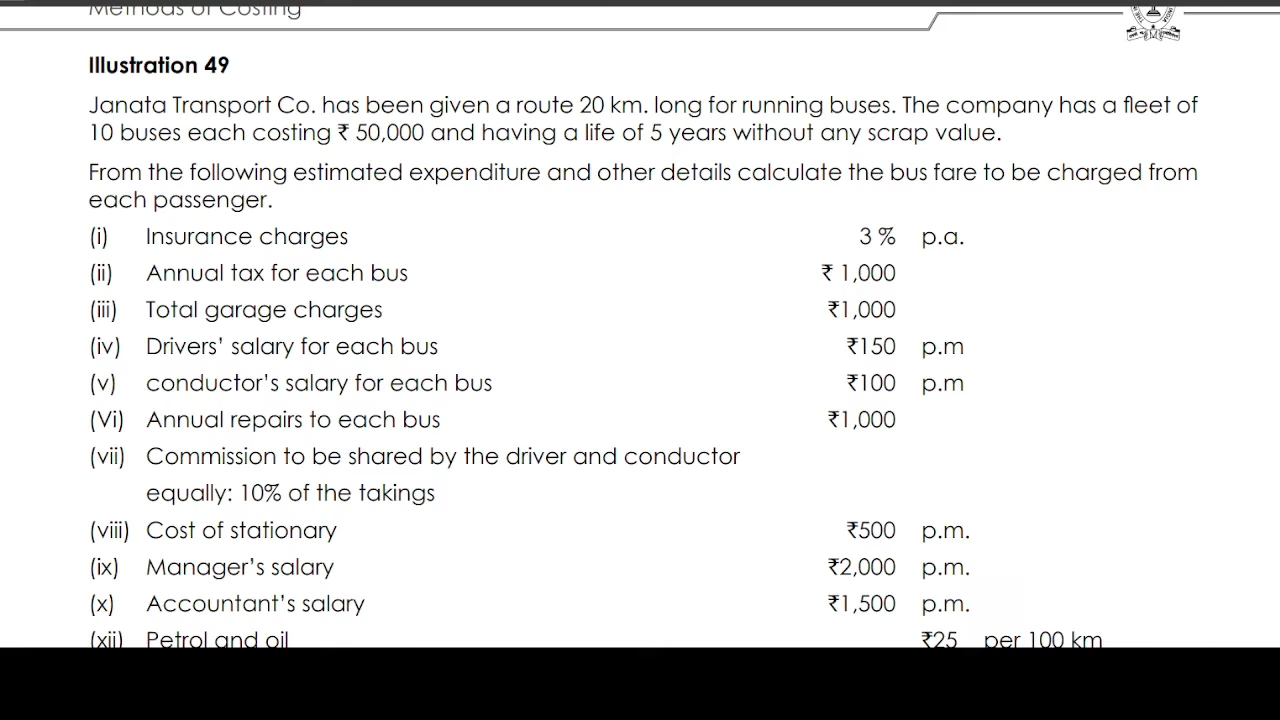 Methods of Costing
Illustration 49
Janata Transport Co. has been given a route 20 km. long for running buses. The company has a fleet of
10 buses each costing ₹ 50,000 and having a life of 5 years without any scrap value.
From the following estimated expenditure and other details calculate the bus fare to be charged from
each passenger.
(i) Insurance charges 3 % p.a.
(ii) Annual tax for each bus ₹ 1,000
(iii) Total garage charges ₹1,000
(iv) Drivers’ salary for each bus ₹150 p.m
(v) conductor’s salary for each bus ₹100 p.m
(Vi) Annual repairs to each bus ₹1,000
(vii) Commission to be shared by the driver and conductor
equally: 10% of the takings
(viii) Cost of stationary ₹500 p.m.
(ix) Manager’s salary ₹2,000 p.m.
(x) Accountant’s salary ₹1,500 p.m.
(xii) Petrol and oil ₹25 per 100 km